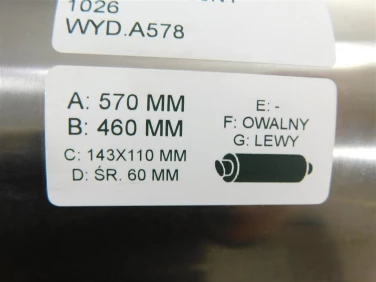 1026
WYD.A578
A: 570 MM
B: 460 MM
C: 143X110 MM
D: ŚR. 60 MM
E: -
F: OWALNY
G: LEWY